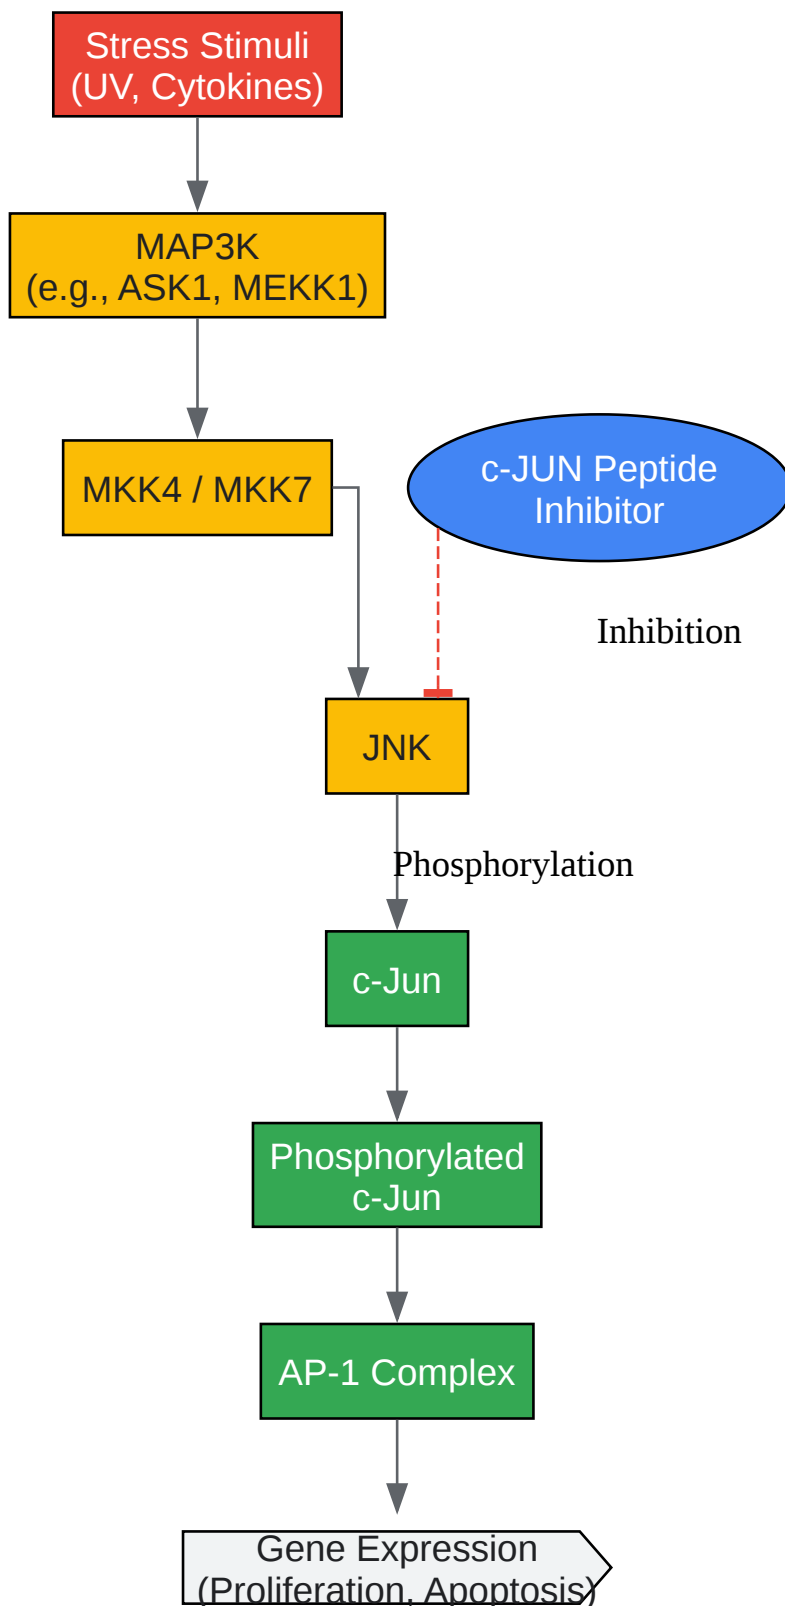 Stress Stimuli
(UV, Cytokines)
MAP3K
(e.g., ASK1, MEKK1)
MKK4 / MKK7
c-JUN Peptide
Inhibitor
Inhibition
JNK
Phosphorylation
c-Jun
Phosphorylated
c-Jun
AP-1 Complex
Gene Expression
(Proliferation, Apoptosis)